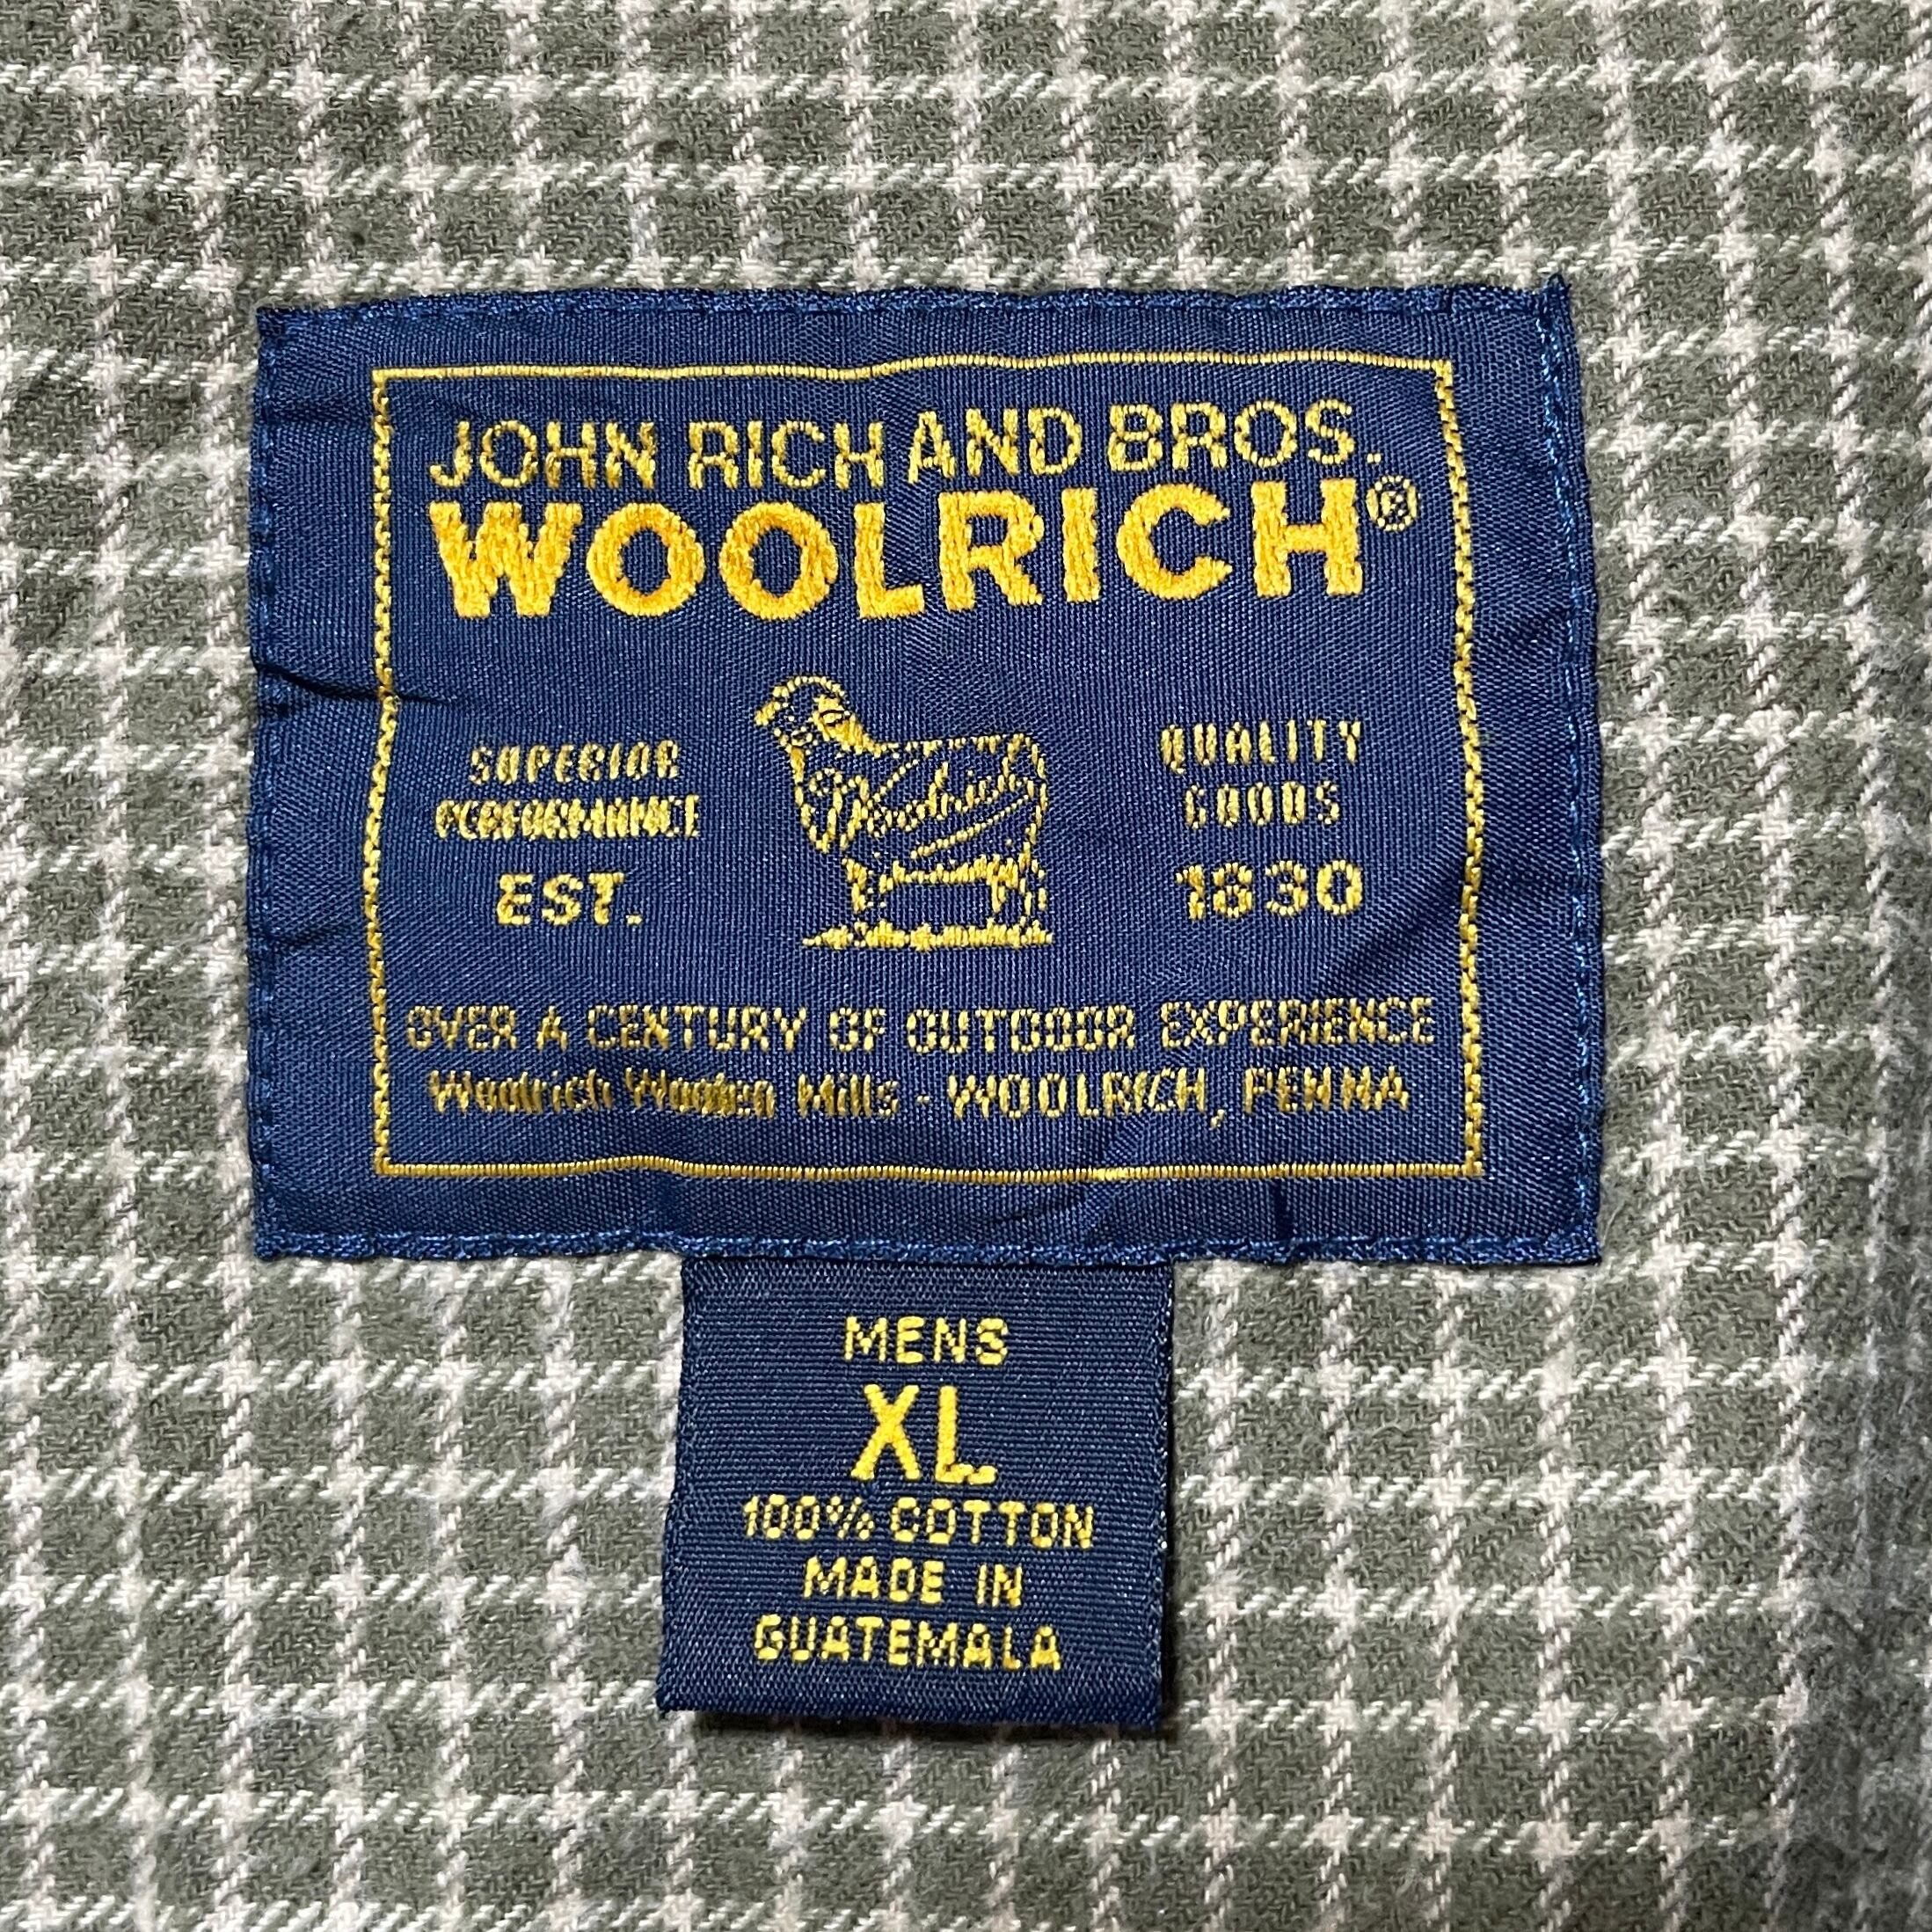 JOHN RICH AND BROS.
WOOLRICH®
SUPERIOR
PERFORMANCE
EST.
Woolrich
QUALITY
GOODS
1830
OVER A CENTURY OF OUTDOOR EXPERIENCE
Woolrich Woolen Mills - WOOLRICH, PENNA
MENS
XL
100% COTTON
MADE IN
GUATEMALA